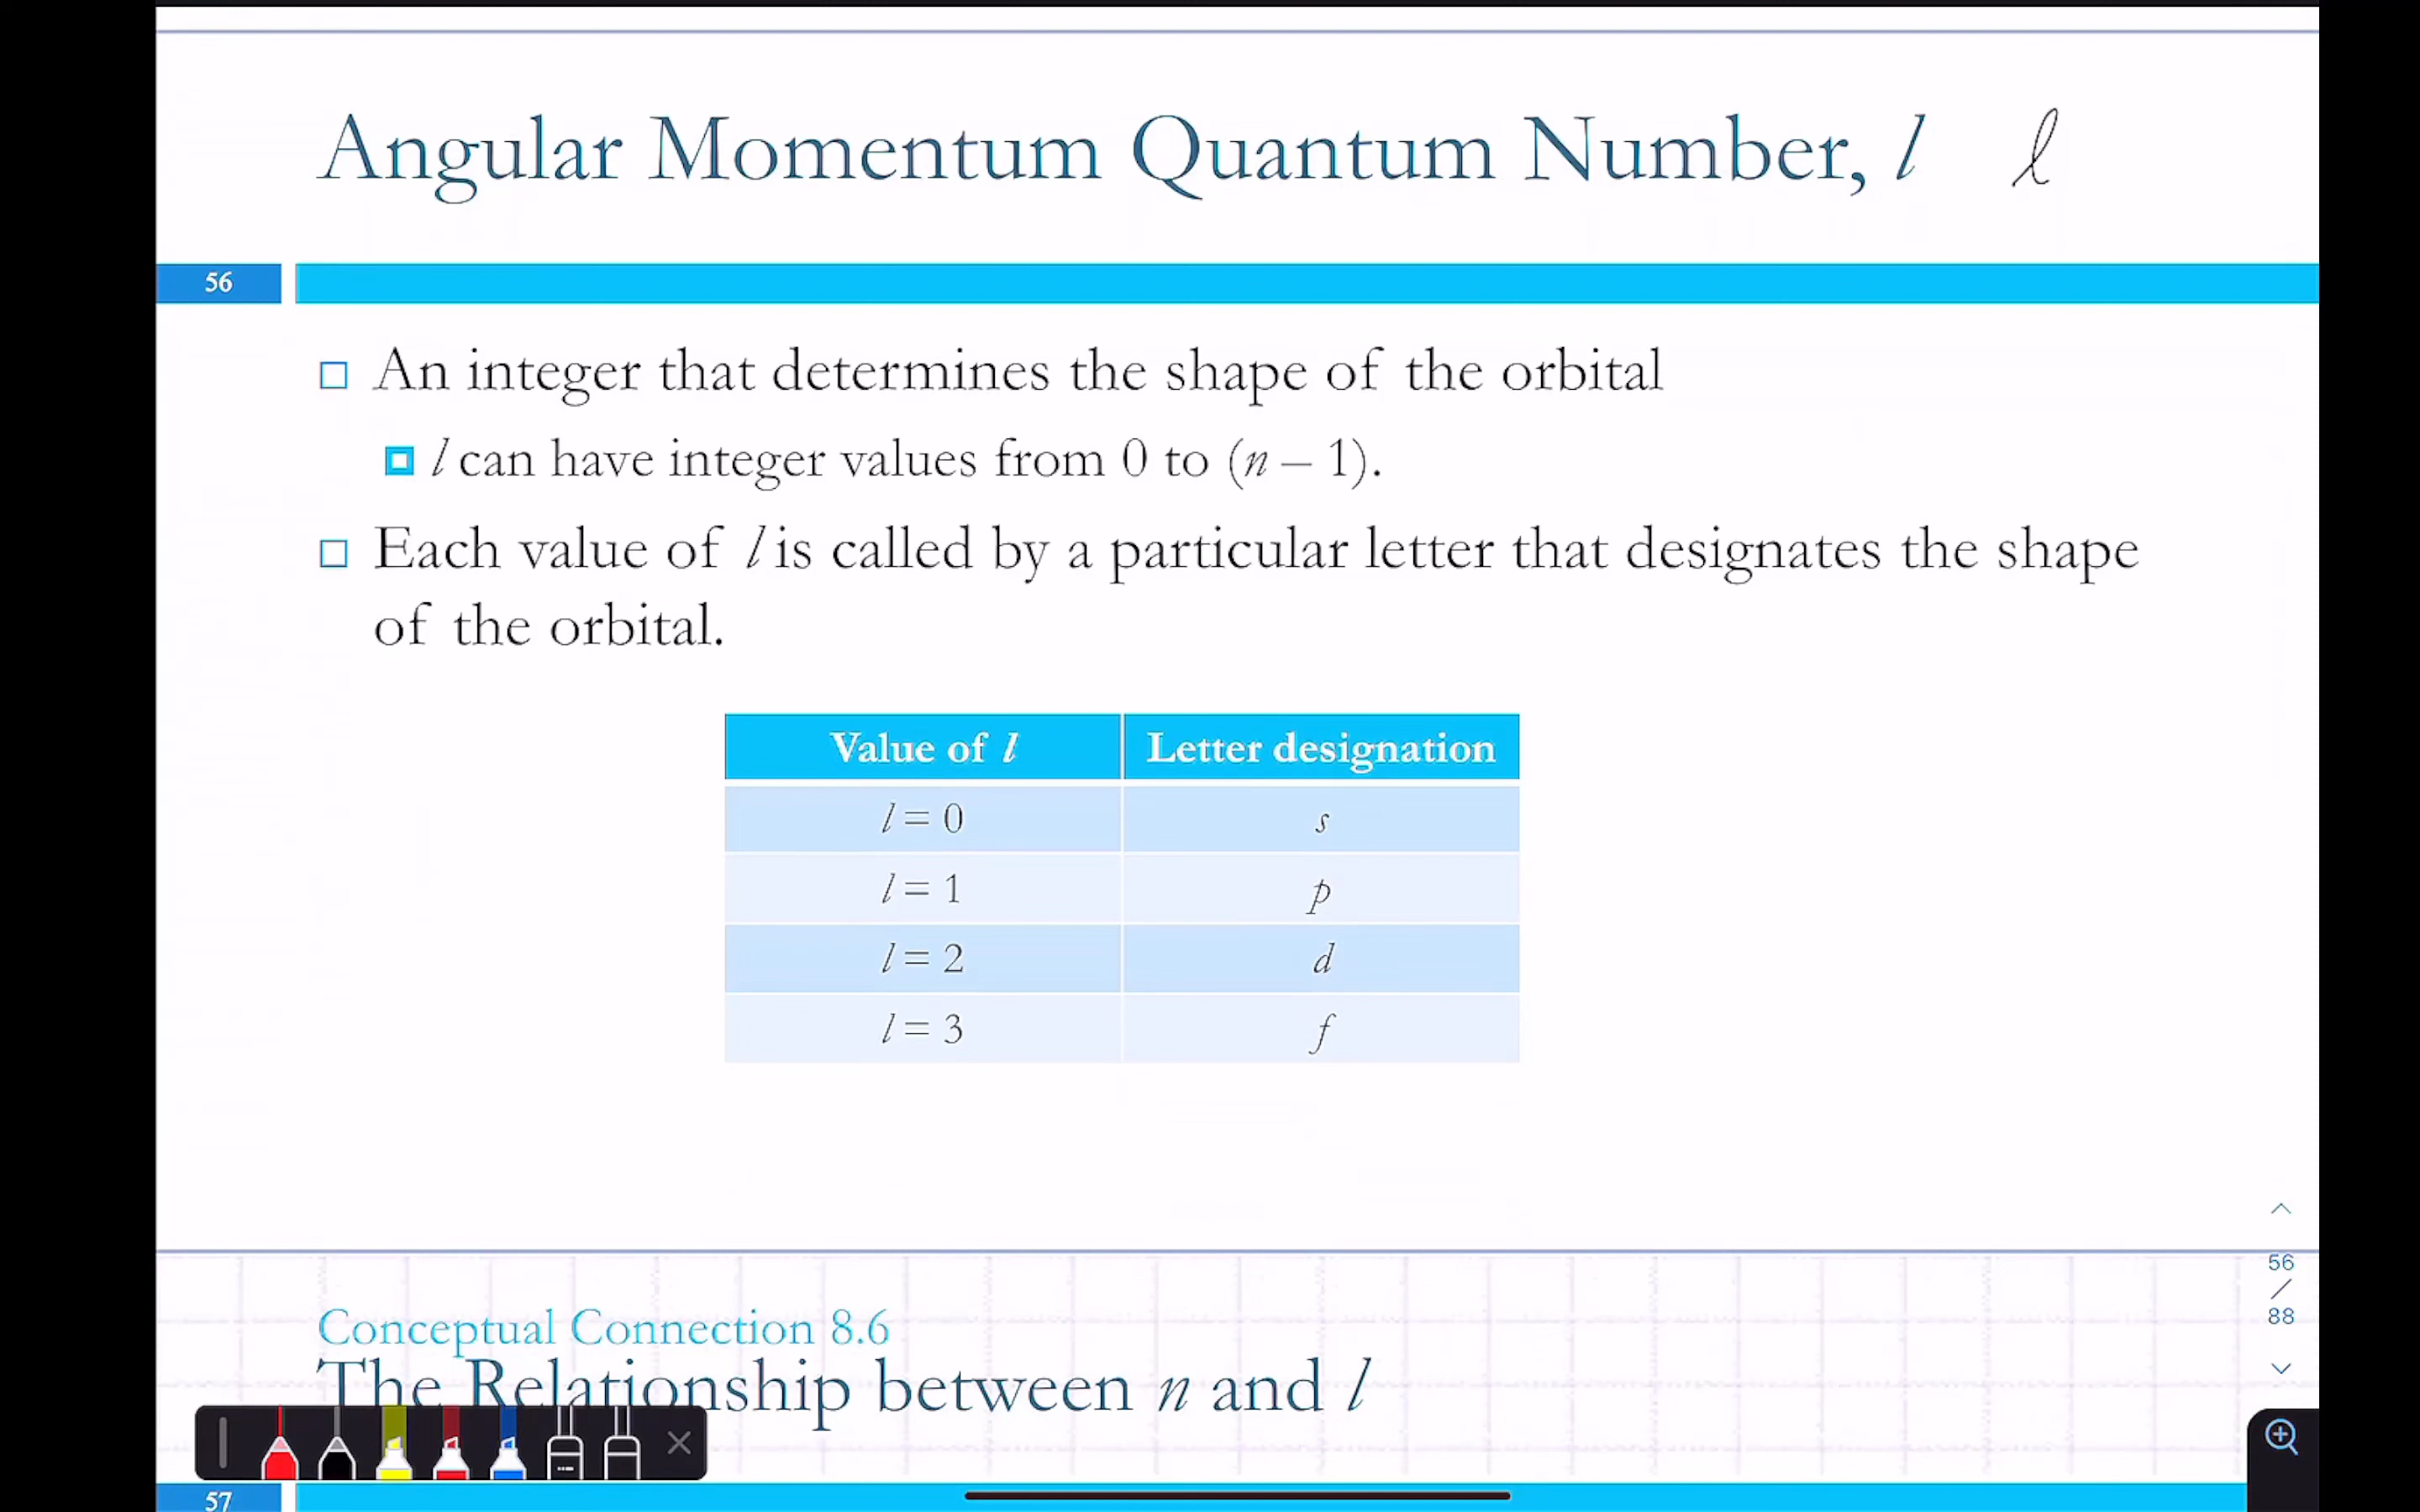 Angular Momentum Quantum Number, l ℓ
56
An integer that determines the shape of the orbital
l can have integer values from 0 to (n – 1).
Each value of l is called by a particular letter that designates the shape
of the orbital.
Value of l Letter designation
l = 0 s
l = 1 p
l = 2 d
l = 3 f
56
/
88
Conceptual Connection 8.6
The Relationship between n and l
57